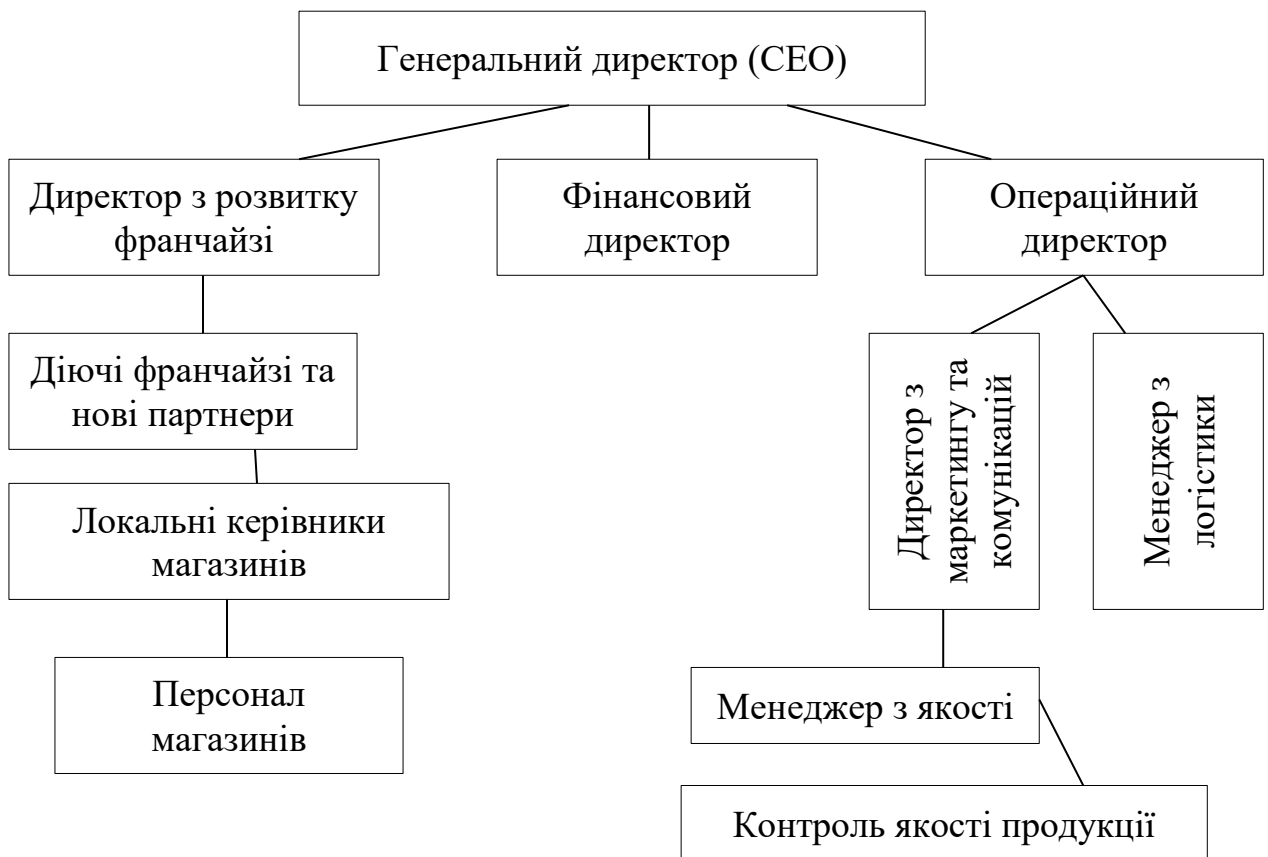 Генеральний директор (CEO)
Директор з розвитку
франчайзі
Фінансовий
директор
Операційний
директор
Діючі франчайзі та
нові партнери
Директор з
маркетингу та
комунікацій
Менеджер з
логістики
Локальні керівники
магазинів
Персонал
магазинів
Менеджер з якості
Контроль якості продукції